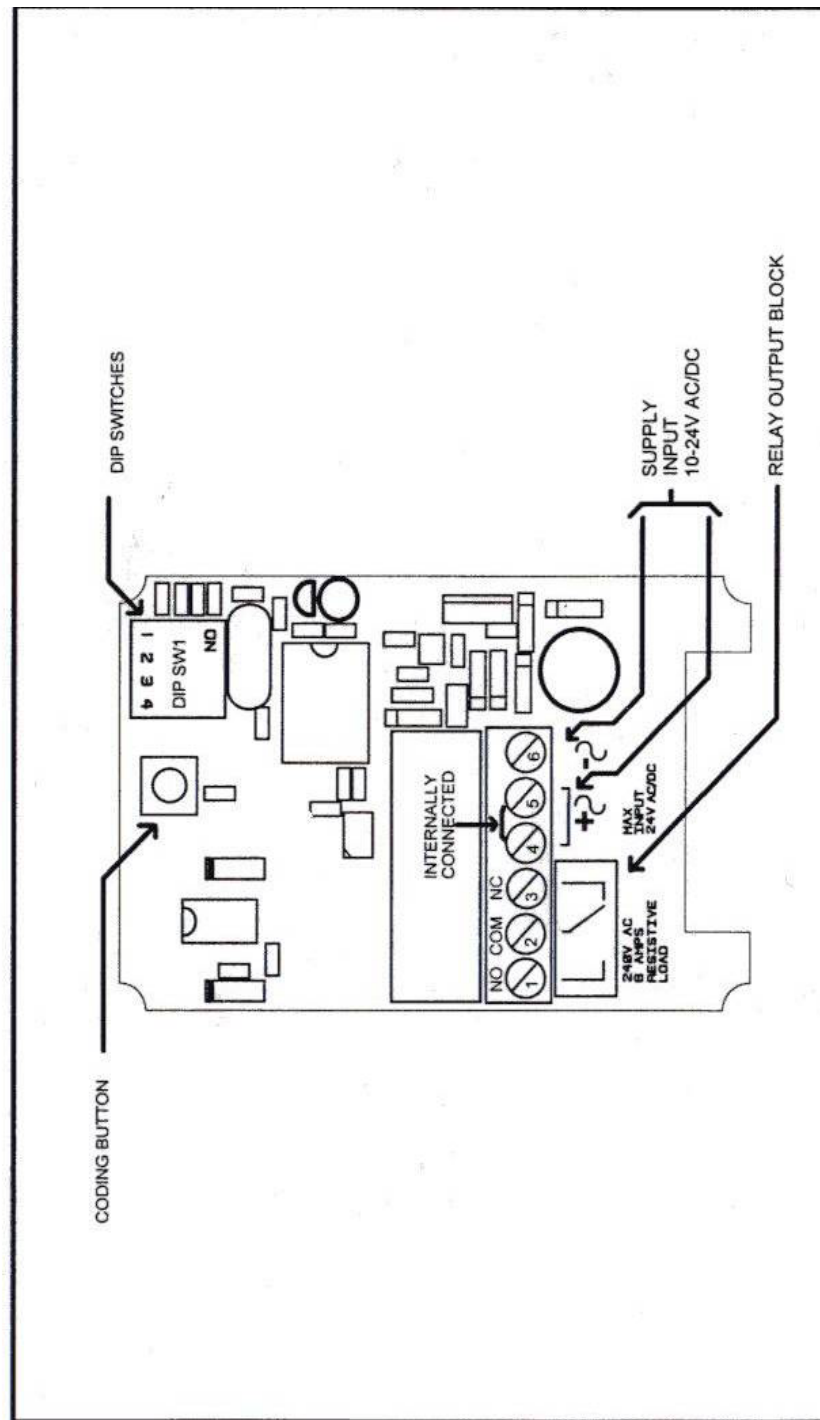 CODING BUTTON
DIP SWITCHES
1 2 3 4
DIP SW1
ON
INTERNALLY
CONNECTED
NO COM NC
1 2 3 4 5 6
+ -
240V AC
8 AMPS
RESISTIVE
LOAD
MAX
INPUT
24V AC/DC
SUPPLY
INPUT
10-24V AC/DC
RELAY OUTPUT BLOCK